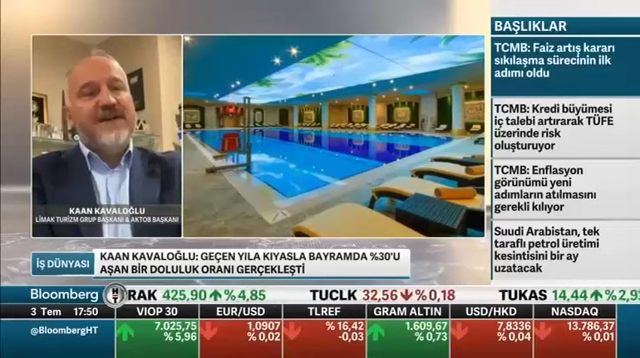 KAAN KAVALOĞLU
LİMAK TURİZM GRUP BAŞKANI & AKTOB BAŞKANI
İŞ DÜNYASI
KAAN KAVALOĞLU: GEÇEN YILA KIYASLA BAYRAMDA %30'U
AŞAN BİR DOLULUK ORANI GERÇEKLEŞTİ
BAŞLIKLAR
TCMB: Faiz artış kararı
sıkılaşma sürecinin ilk
adımı oldu
TCMB: Kredi büyümesi
iç talebi artırarak TÜFE
üzerinde risk
oluşturuyor
TCMB: Enflasyon
görünümü yeni
adımların atılmasını
gerekli kılıyor
Suudi Arabistan, tek
taraflı petrol üretimi
kesintisini bir ay
uzatacak
Bloomberg HT RAK 425,90 %4,85 TUCLK 32,56 %0,18 TUKAS 14,44 %2,9
3 Tem 17:50 VIOP 30 EUR/USD TLREF GRAM ALTIN USD/HKD NASDAQ
@BloombergHT 7.025,75 1,0907 % 16,42 1.609,67 7,8336 13.786,37
% 5,96 % 0,02 -0,03 % 0,73 % 0,04 % 0,01